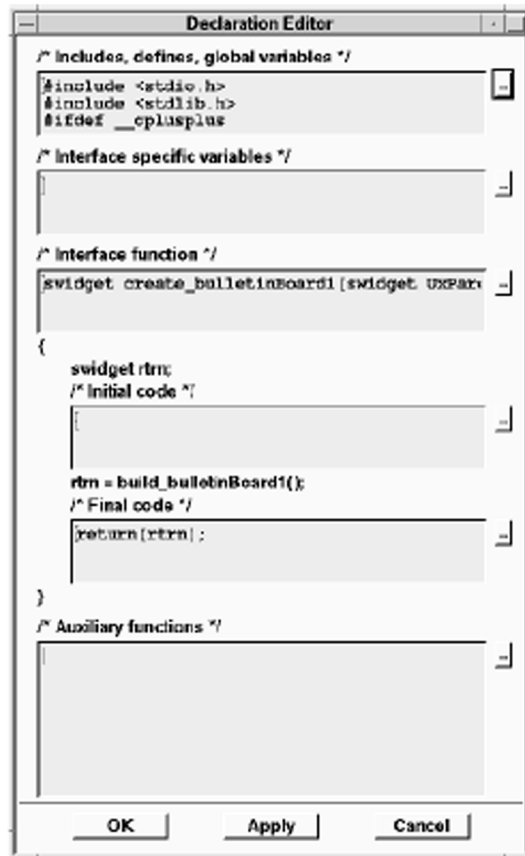 Declaration Editor
/* Includes, defines, global variables */
#include <stdio.h>
#include <stdlib.h>
#ifdef __cplusplus
/* Interface specific variables */
/* Interface function */
swidget create_bulletinBoard1(swidget UxPare
{
swidget rtrn;
/* Initial code */
rtrn = build_bulletinBoard1();
/* Final code */
return(rtrn);
}
/* Auxiliary functions */
OK Apply Cancel